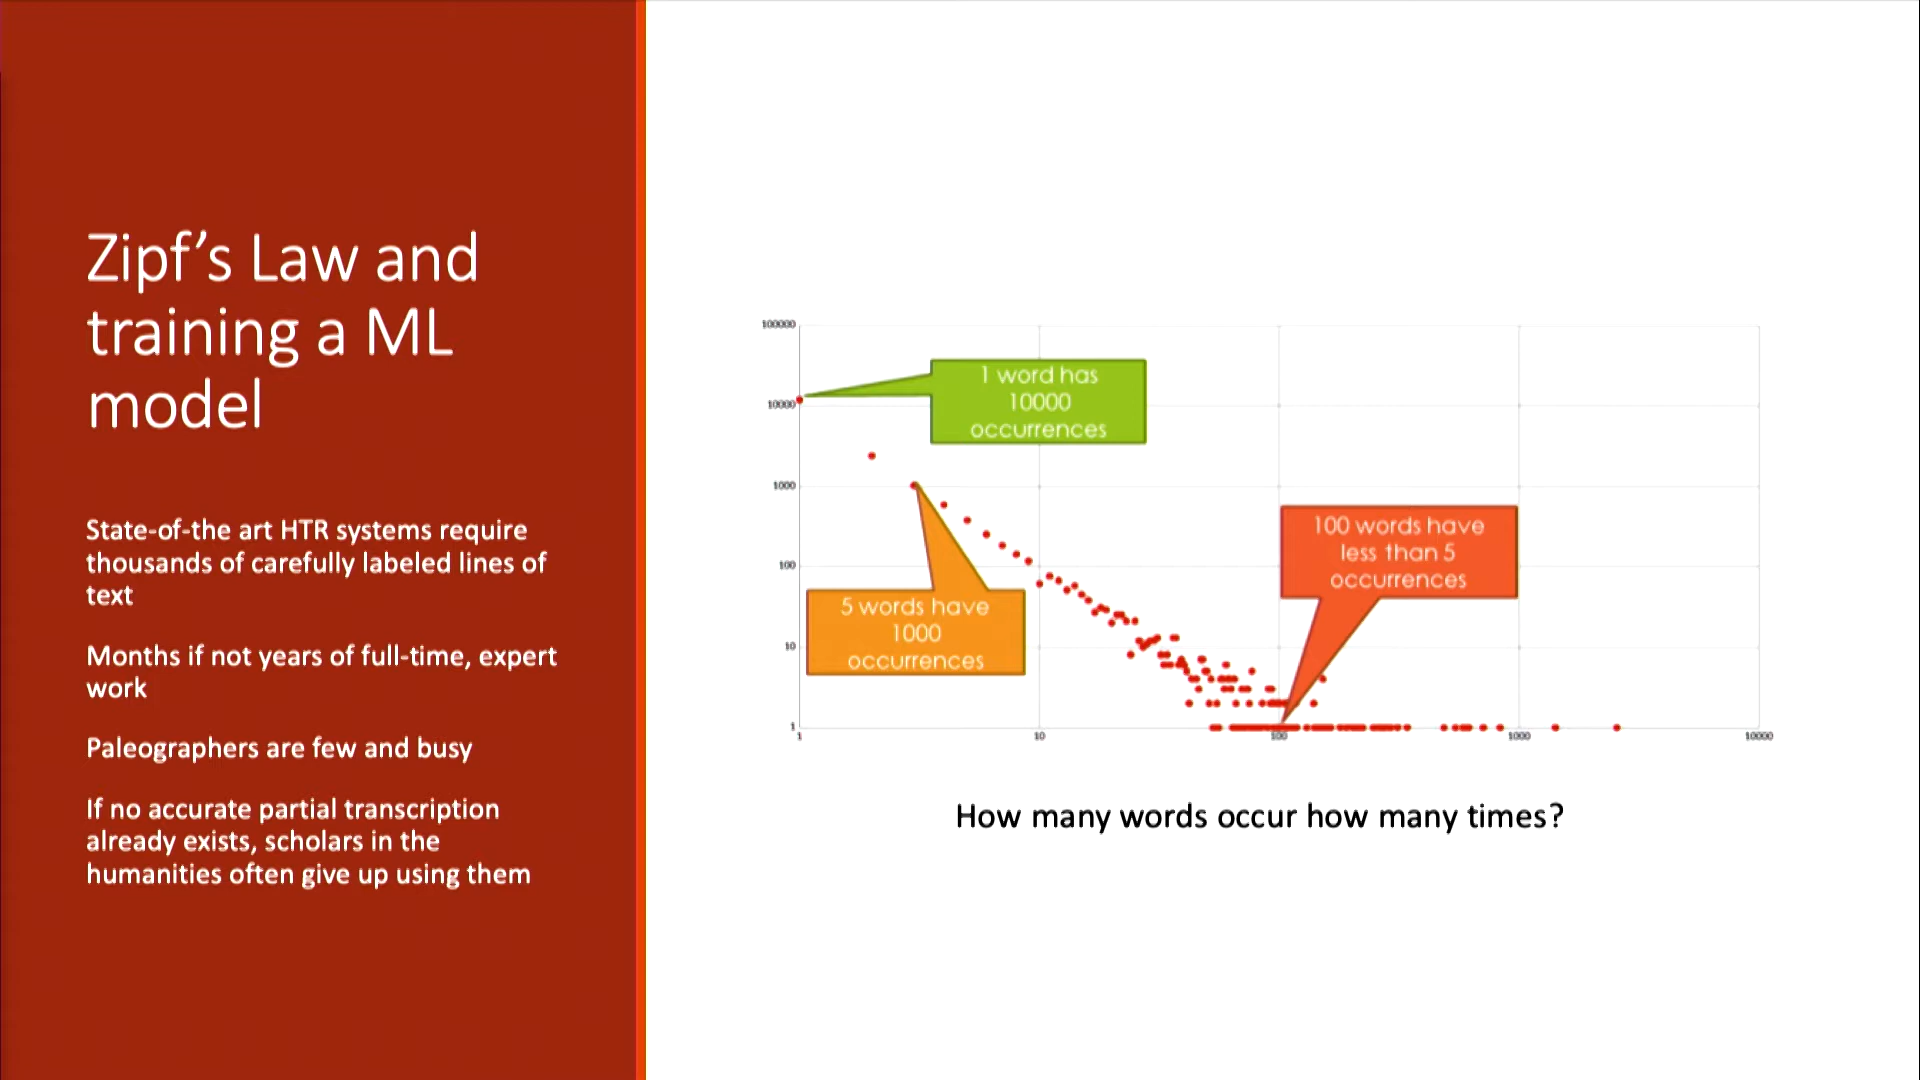 Zipf’s Law and
training a ML
model
State-of-the art HTR systems require
thousands of carefully labeled lines of
text
Months if not years of full-time, expert
work
Paleographers are few and busy
If no accurate partial transcription
already exists, scholars in the
humanities often give up using them
100000
10000
1000
100
10
1
1
10
100
1000
10000
1 word has
10000
occurrences
5 words have
1000
occurrences
100 words have
less than 5
occurrences
How many words occur how many times?